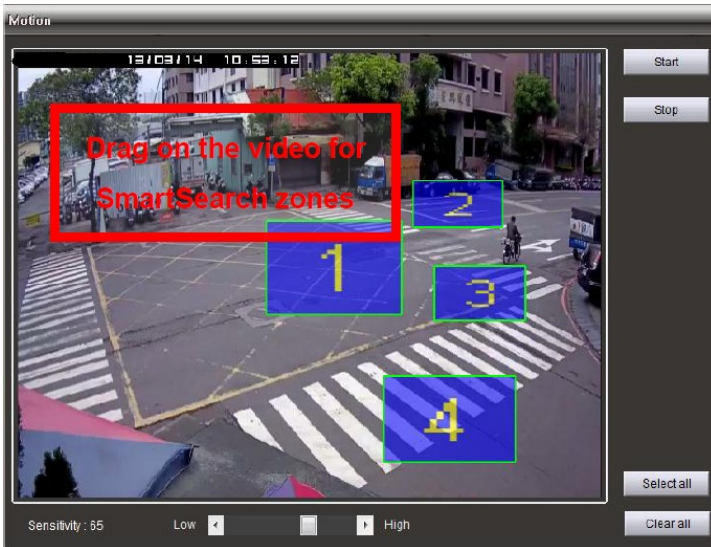 Motion
13/03/14 10:53:12
Start
Stop
Drag on the video for
SmartSearch zones
2
1
3
4
Select all
Sensitivity : 65 Low High Clear all